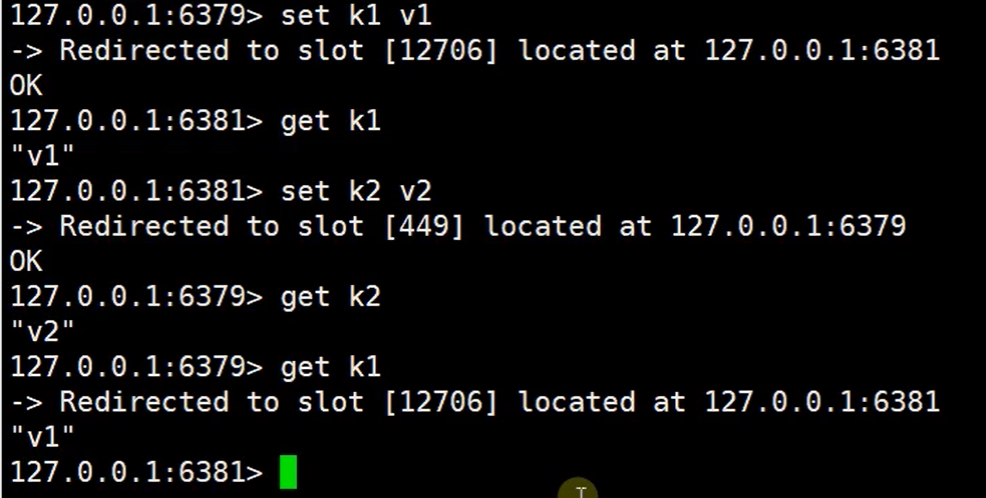 127.0.0.1:6379> set k1 v1
-> Redirected to slot [12706] located at 127.0.0.1:6381
OK
127.0.0.1:6381> get k1
"v1"
127.0.0.1:6381> set k2 v2
-> Redirected to slot [449] located at 127.0.0.1:6379
OK
127.0.0.1:6379> get k2
"v2"
127.0.0.1:6379> get k1
-> Redirected to slot [12706] located at 127.0.0.1:6381
"v1"
127.0.0.1:6381>